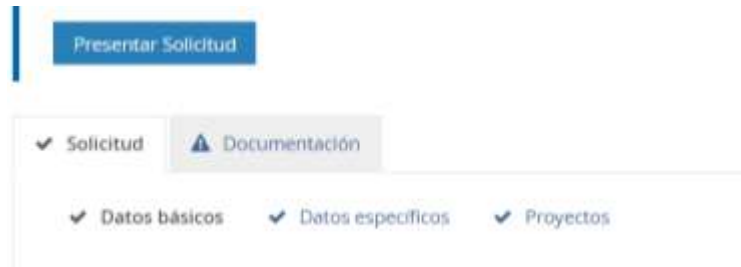 Presentar Solicitud
Solicitud Documentación
Datos básicos Datos específicos Proyectos